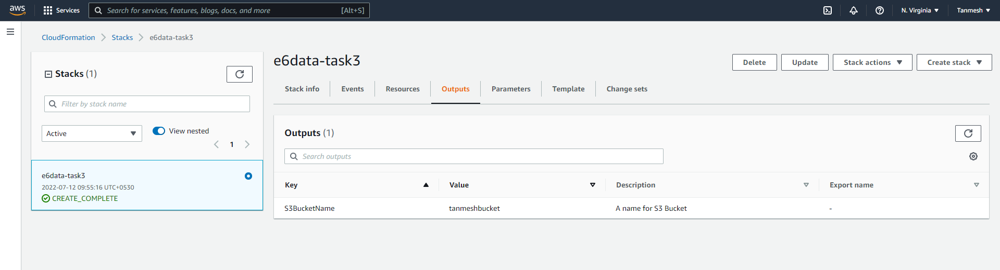 aws Services Search for services, features, blogs, docs, and more [Alt+S] N. Virginia Tanmesh
CloudFormation Stacks e6data-task3
Stacks (1)
Filter by stack name
Active View nested
1
e6data-task3
2022-07-12 09:55:16 UTC+0530
CREATE_COMPLETE
e6data-task3
Delete Update Stack actions Create stack
Stack info Events Resources Outputs Parameters Template Change sets
Outputs (1)
Search outputs
Key Value Description Export name
S3BucketName tanmeshbucket A name for S3 Bucket -